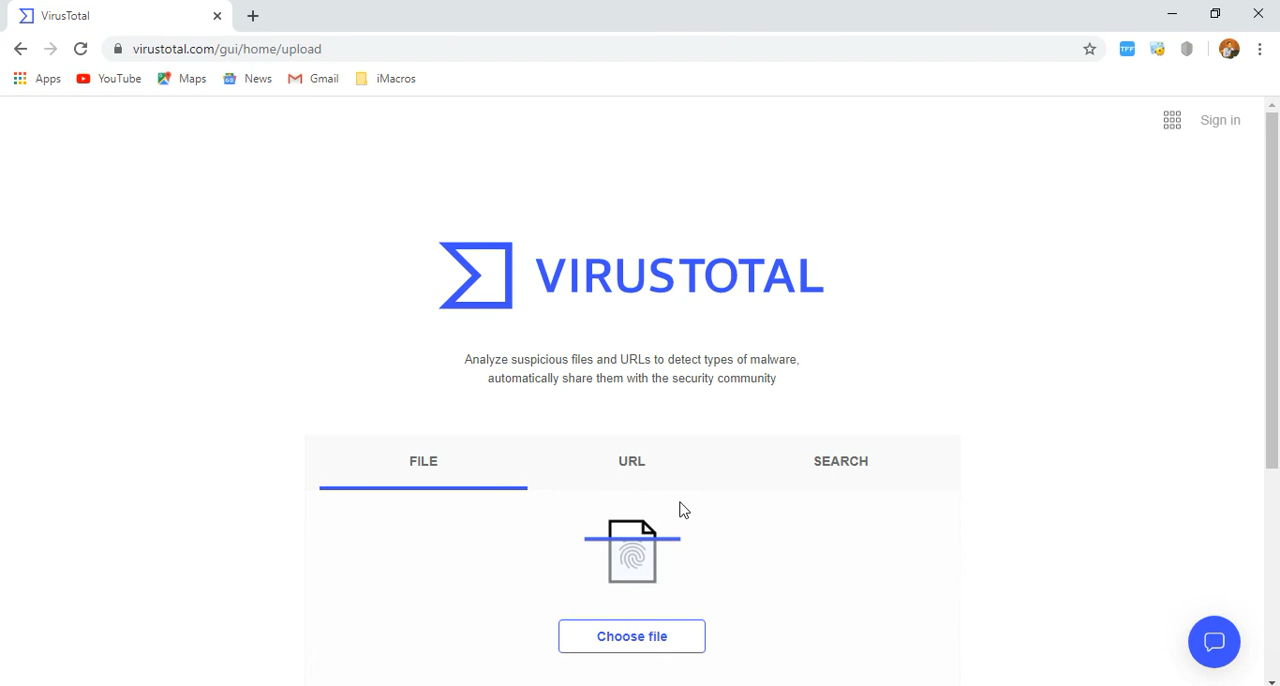 VirusTotal
virustotal.com/gui/home/upload
TFF
Apps YouTube Maps News Gmail iMacros
Sign in
VIRUSTOTAL
Analyze suspicious files and URLs to detect types of malware,
automatically share them with the security community
FILE URL SEARCH
Choose file